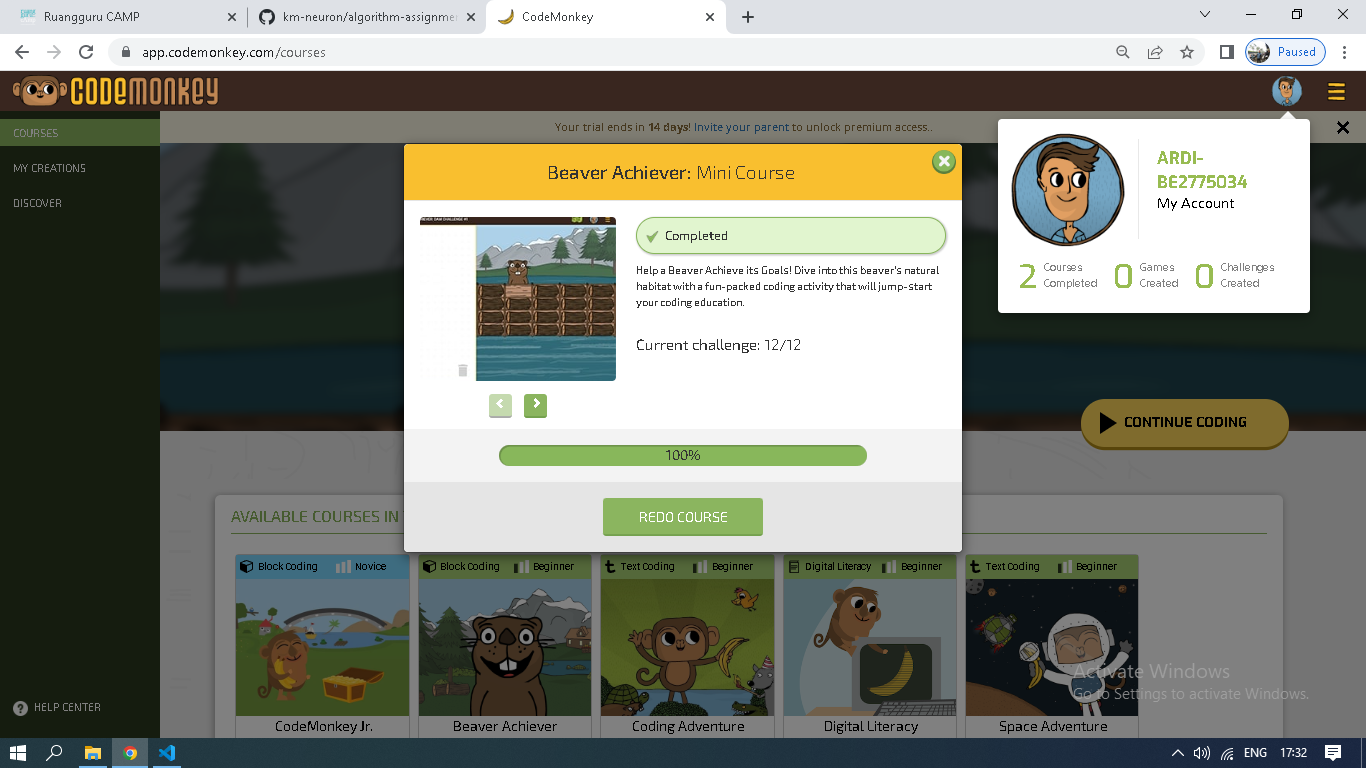 Ruangguru CAMP
km-neuron/algorithm-assignme
CodeMonkey
app.codemonkey.com/courses
Paused
CODEMONKEY
COURSES
MY CREATIONS
DISCOVER
HELP CENTER
Your trial ends in 14 days! Invite your parent to unlock premium access..
ARDI-
BE2775034
My Account
2 Courses Completed
0 Games Created
0 Challenges Created
Beaver Achiever: Mini Course
BEAVER DAM CHALLENGE #1
Completed
Help a Beaver Achieve its Goals! Dive into this beaver's natural
habitat with a fun-packed coding activity that will jump-start
your coding education.
Current challenge: 12/12
100%
REDO COURSE
CONTINUE CODING
AVAILABLE COURSES IN
Block Coding Novice
Block Coding Beginner
Text Coding Beginner
Digital Literacy Beginner
Text Coding Beginner
CodeMonkey Jr.
Beaver Achiever
Coding Adventure
Digital Literacy
Space Adventure
Activate Windows
Go to Settings to activate Windows.
ENG
17:32